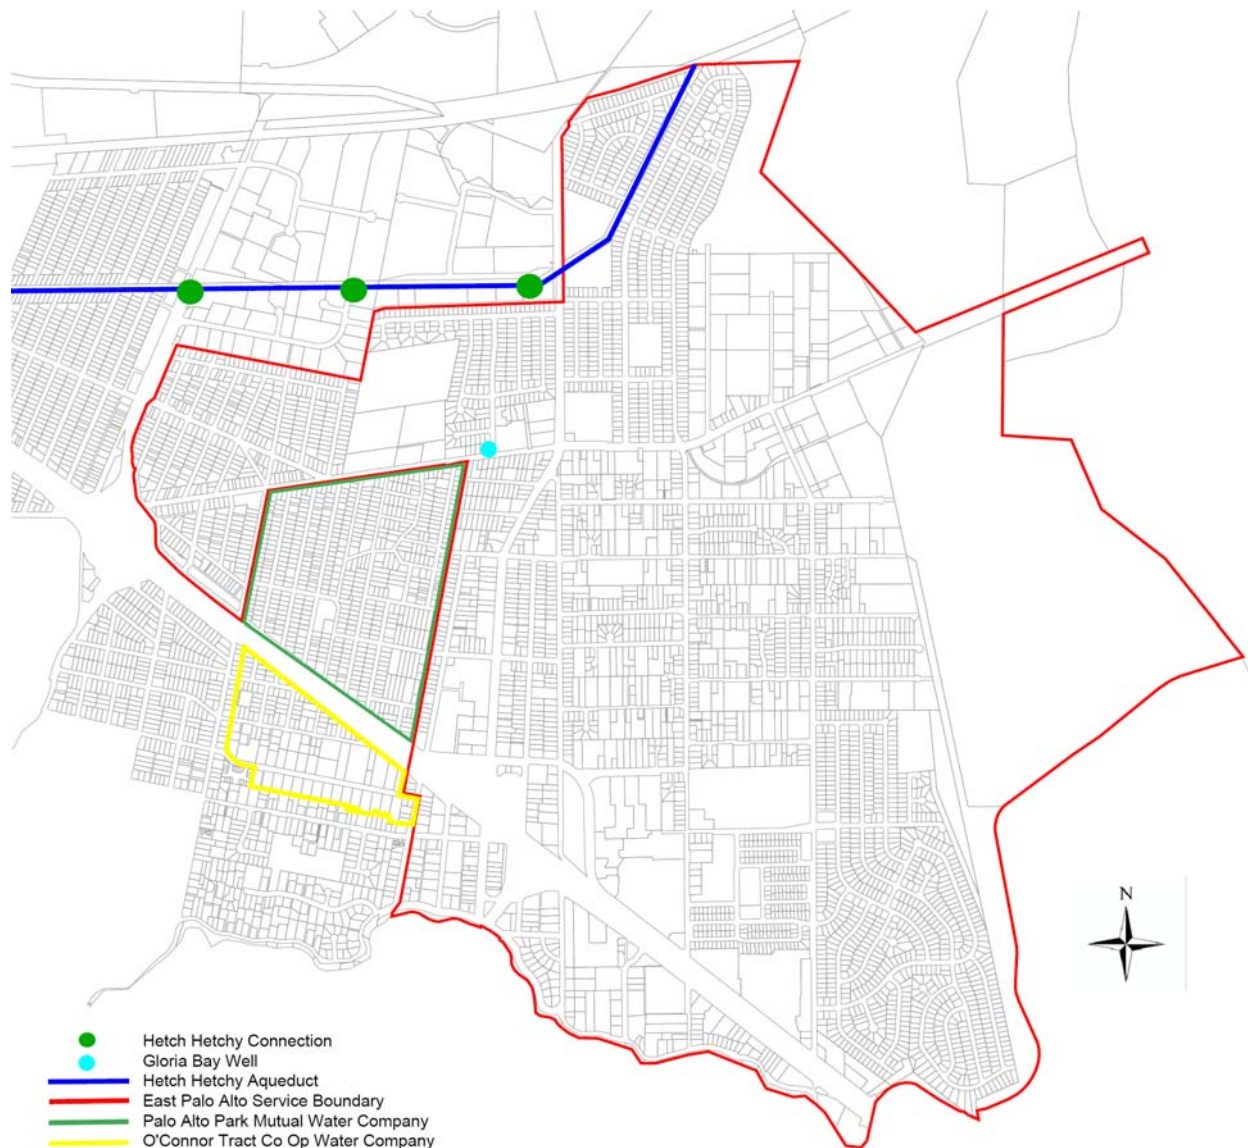 N
Hetch Hetchy Connection
Gloria Bay Well
Hetch Hetchy Aqueduct
East Palo Alto Service Boundary
Palo Alto Park Mutual Water Company
O'Connor Tract Co Op Water Company